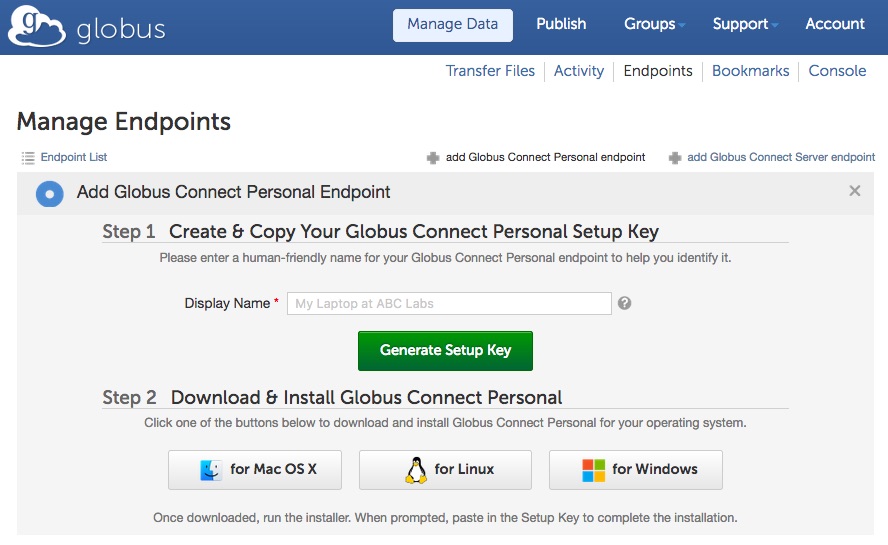 g globus
Manage Data Publish Groups Support Account
Transfer Files Activity Endpoints Bookmarks Console
Manage Endpoints
Endpoint List add Globus Connect Personal endpoint add Globus Connect Server endpoint
Add Globus Connect Personal Endpoint ×
Step 1 Create & Copy Your Globus Connect Personal Setup Key
Please enter a human-friendly name for your Globus Connect Personal endpoint to help you identify it.
Display Name * My Laptop at ABC Labs ?
Generate Setup Key
Step 2 Download & Install Globus Connect Personal
Click one of the buttons below to download and install Globus Connect Personal for your operating system.
for Mac OS X for Linux for Windows
Once downloaded, run the installer. When prompted, paste in the Setup Key to complete the installation.